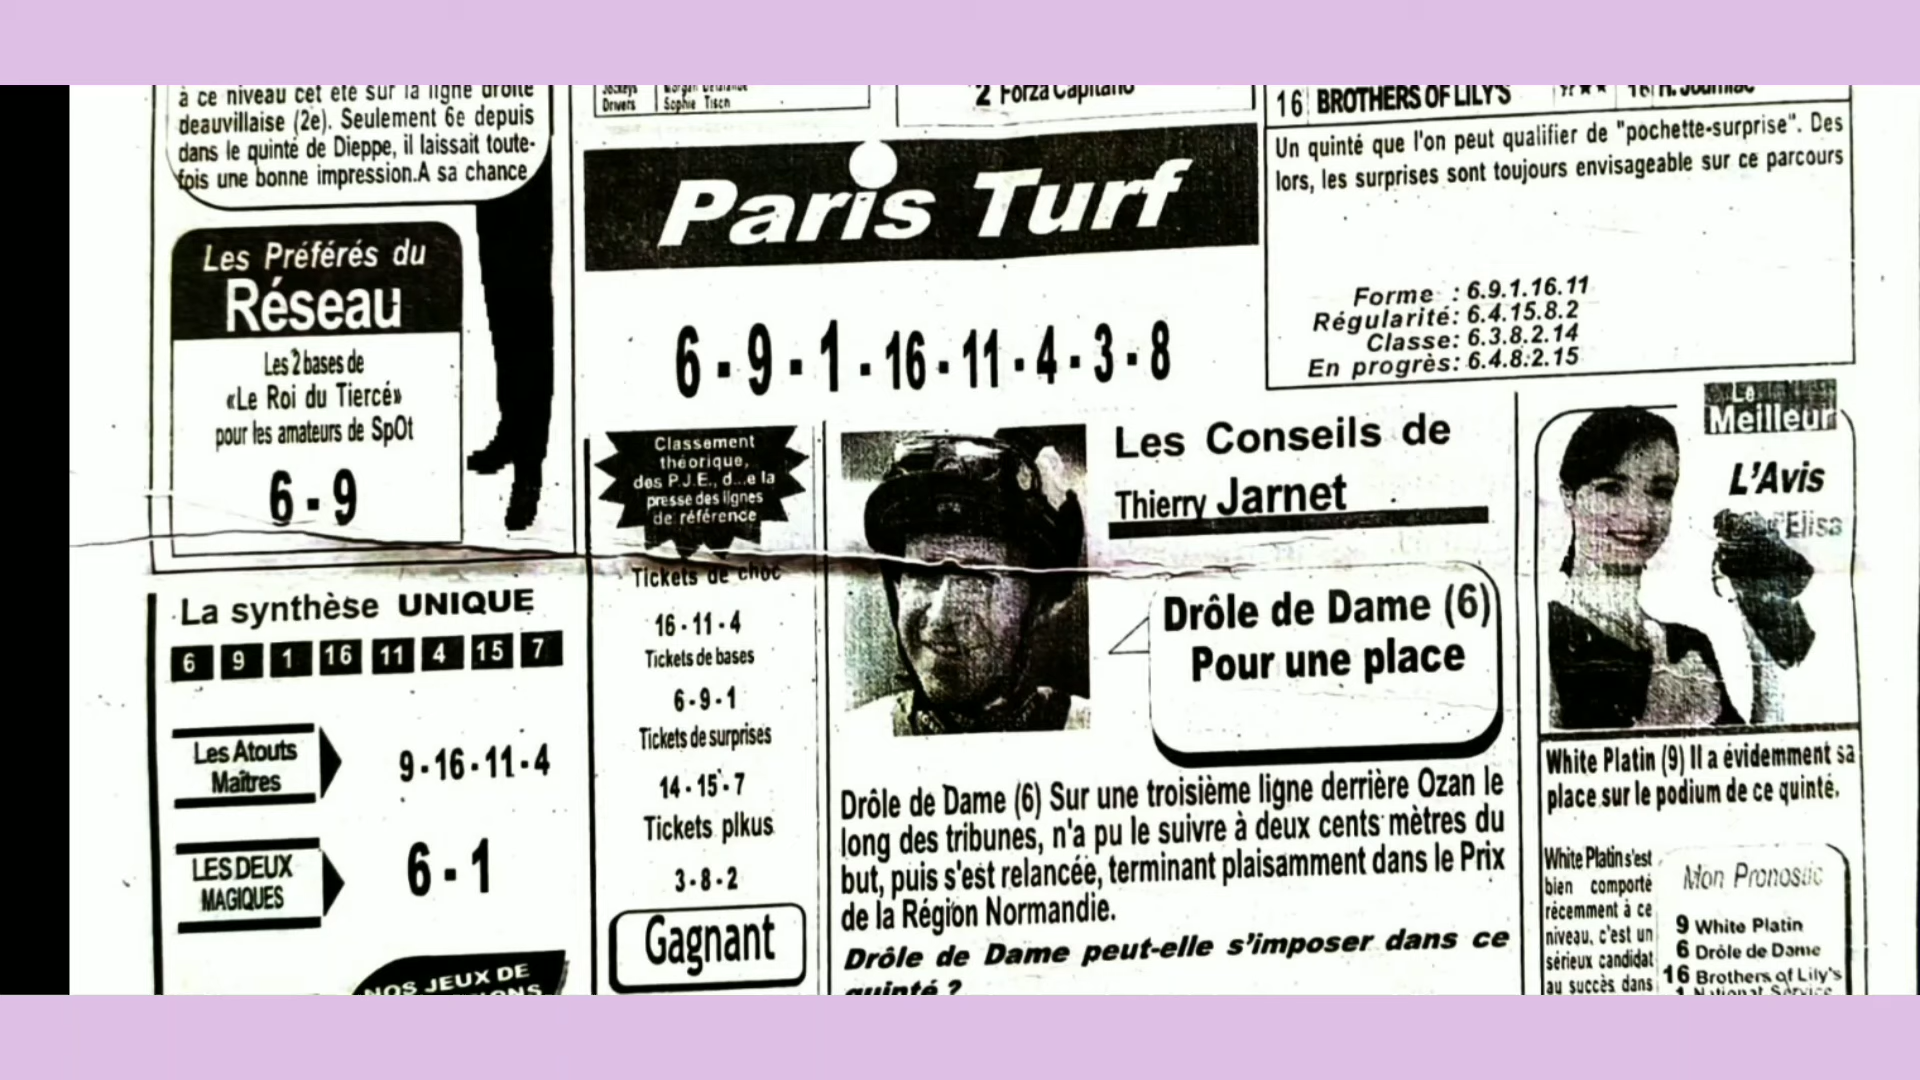 à ce niveau cet été sur la ligne droite
deauvillaise (2e). Seulement 6e depuis
dans le quinté de Dieppe, il laissait toute-
fois une bonne impression.A sa chance
Les Préférés du
Réseau
Les 2 bases de
«Le Roi du Tiercé»
pour les amateurs de SpOt
6 - 9
La synthèse UNIQUE
6 9 1 16 11 4 15 7
Les Atouts
Maîtres
9 - 16 - 11 - 4
LES DEUX
MAGIQUES
6 - 1
NOS JEUX DE
Jockeys
Drivers
Sophie Tisch
2 Forza Capitano
Paris Turf
6 - 9 - 1 - 16 - 11 - 4 - 3 - 8
Classement
théorique,
des P.J.E., d...e la
presse des lignes
de référence
Tickets de choc
16 - 11 - 4
Tickets de bases
6 - 9 - 1
Tickets de surprises
14 - 15 - 7
Tickets plkus
3 - 8 - 2
Gagnant
Les Conseils de
Thierry Jarnet
Drôle de Dame (6)
Pour une place
Drôle de Dame (6) Sur une troisième ligne derrière Ozan le
long des tribunes, n'a pu le suivre à deux cents mètres du
but, puis s'est relancée, terminant plaisamment dans le Prix
de la Région Normandie.
Drôle de Dame peut-elle s'imposer dans ce
quinté ?
16 BROTHERS OF LILY'S
Un quinté que l'on peut qualifier de "pochette-surprise". Des
lors, les surprises sont toujours envisageable sur ce parcours
Forme : 6.9.1.16.11
Régularité: 6.4.15.8.2
Classe: 6.3.8.2.14
En progrès: 6.4.8.2.15
Le
Meilleur
L'Avis
d'Elisa
White Platin (9) Il a évidemment sa
place sur le podium de ce quinté.
White Platin s'est
bien comporté
récemment à ce
niveau, c'est un
sérieux candidat
au succès dans
Mon Pronostic
9 White Platin
6 Drôle de Dame
16 Brothers of Lily's
1 National Service